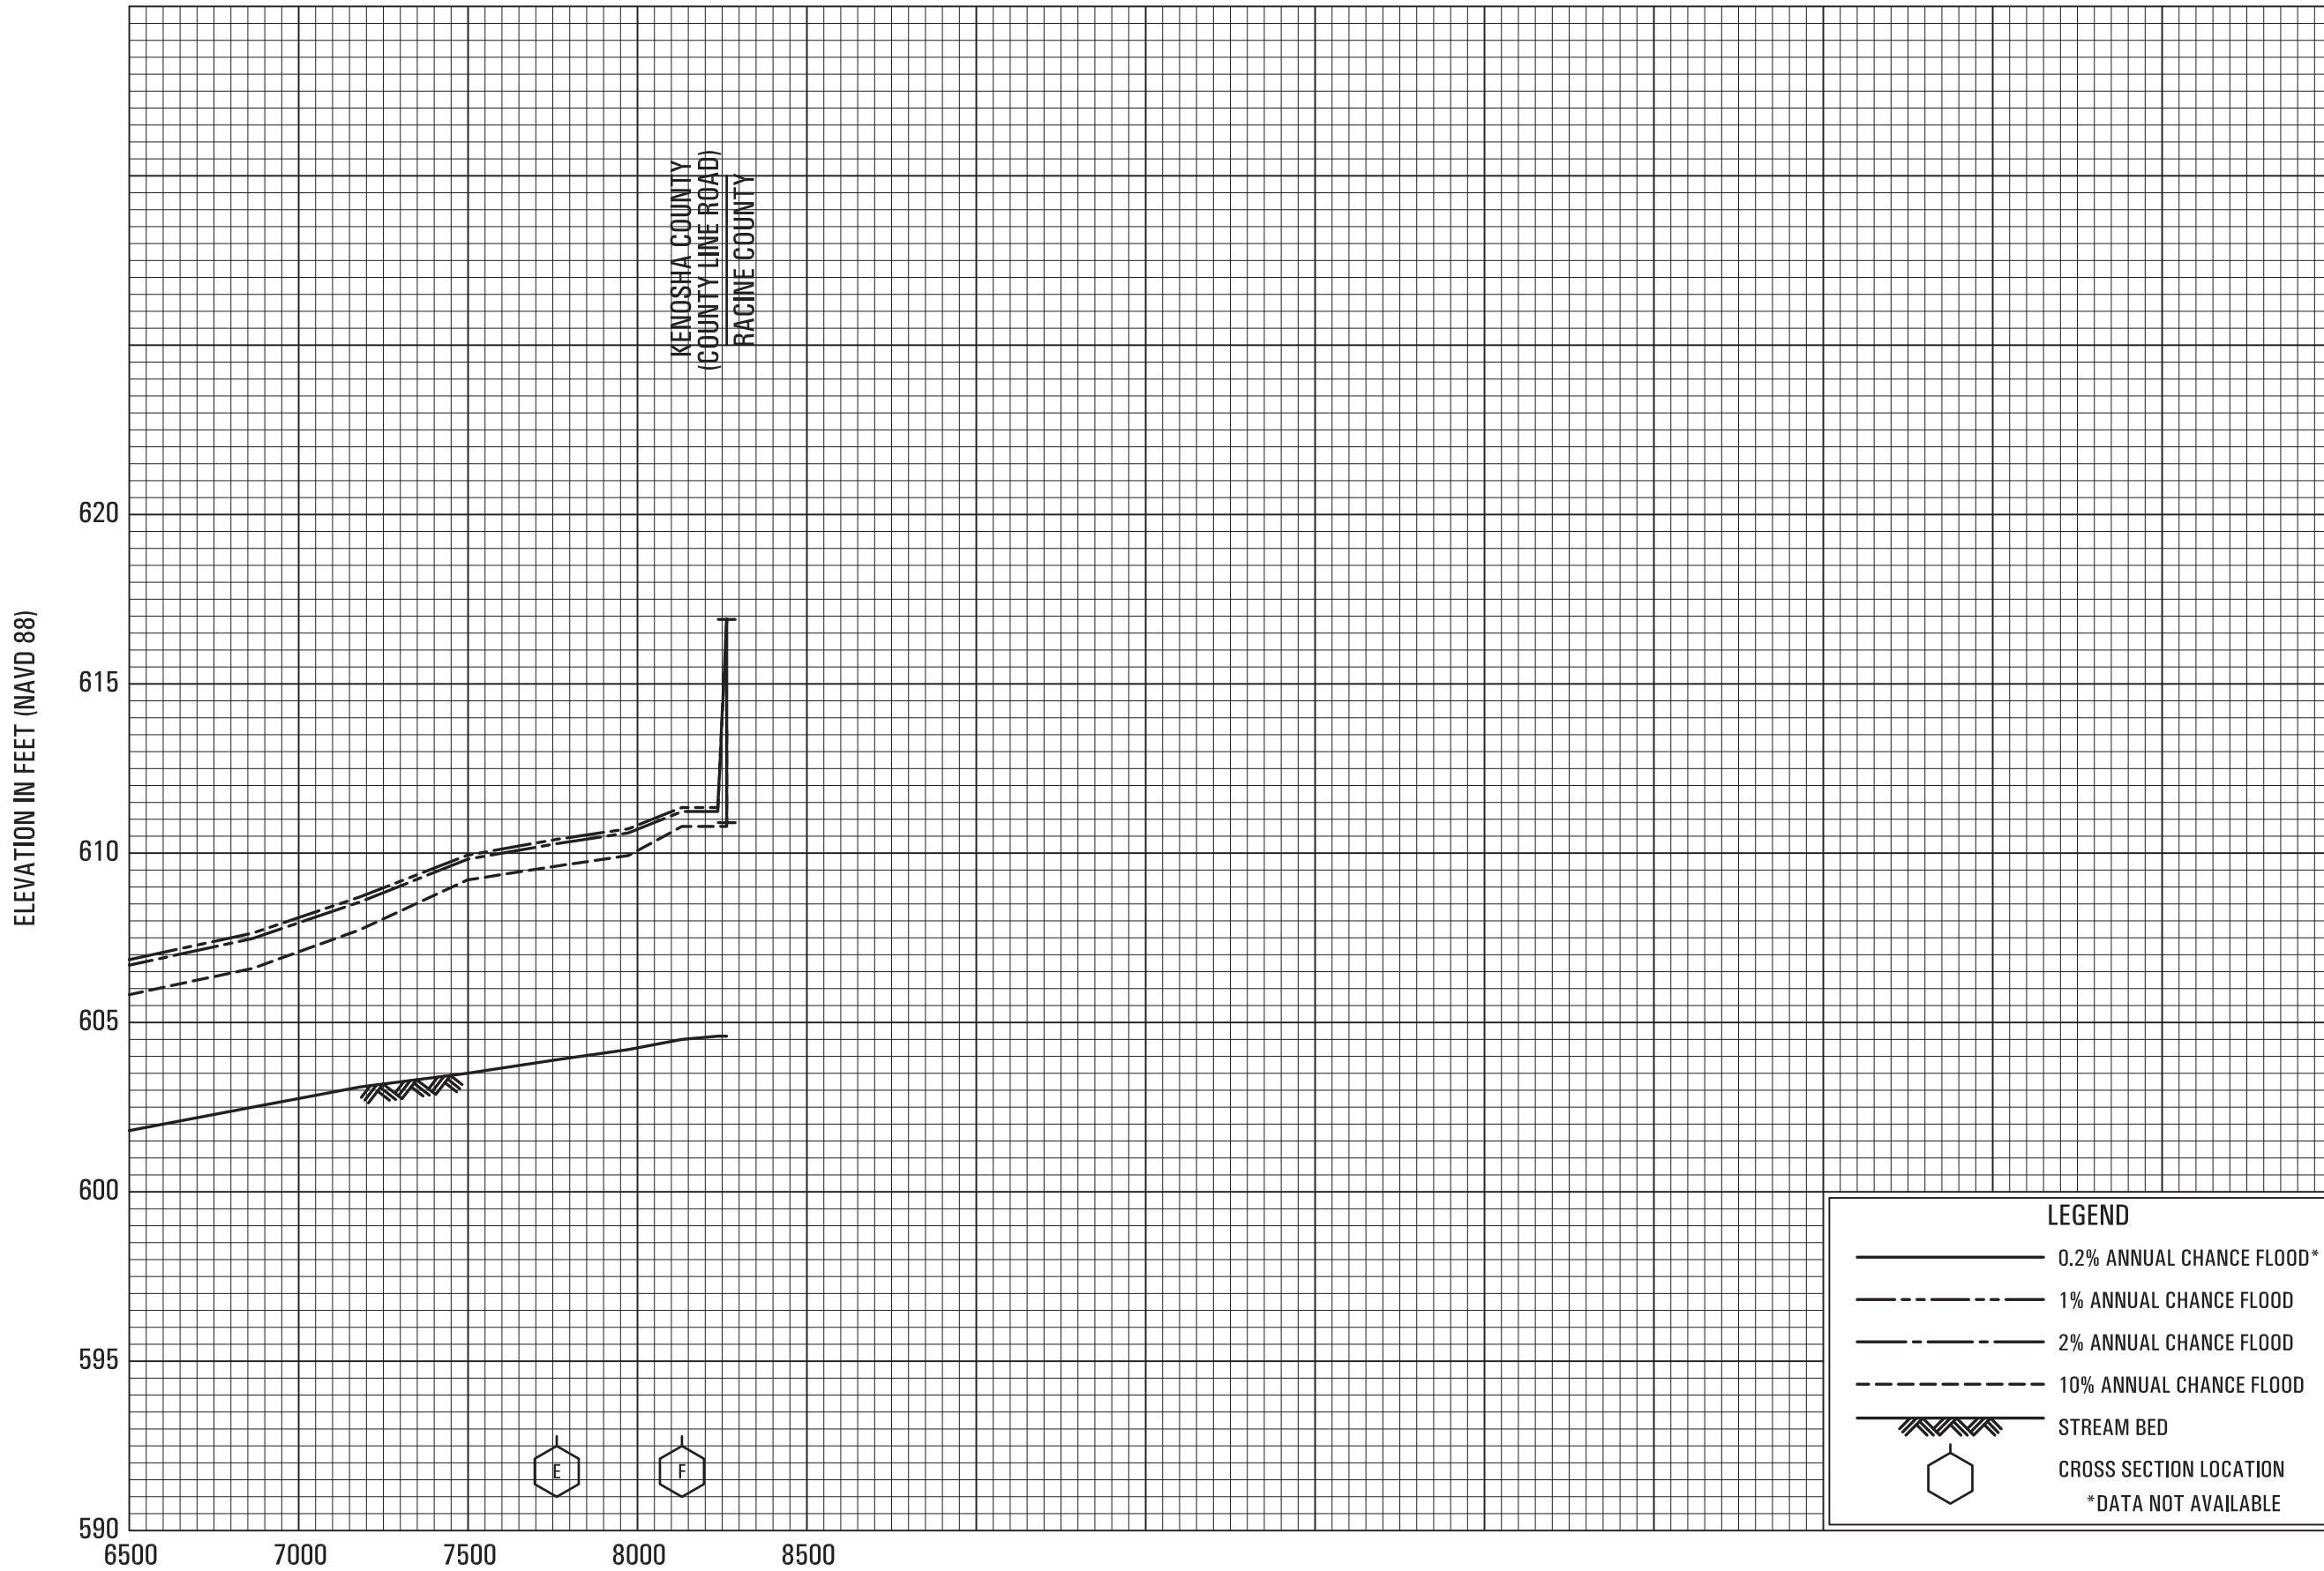 KENOSHA COUNTY
(COUNTY LINE ROAD)
RACINE COUNTY
ELEVATION IN FEET (NAVD 88)
620
615
610
605
600
595
590
6500 7000 7500 8000 8500
E
F
LEGEND
0.2% ANNUAL CHANCE FLOOD*
1% ANNUAL CHANCE FLOOD
2% ANNUAL CHANCE FLOOD
10% ANNUAL CHANCE FLOOD
STREAM BED
CROSS SECTION LOCATION
*DATA NOT AVAILABLE